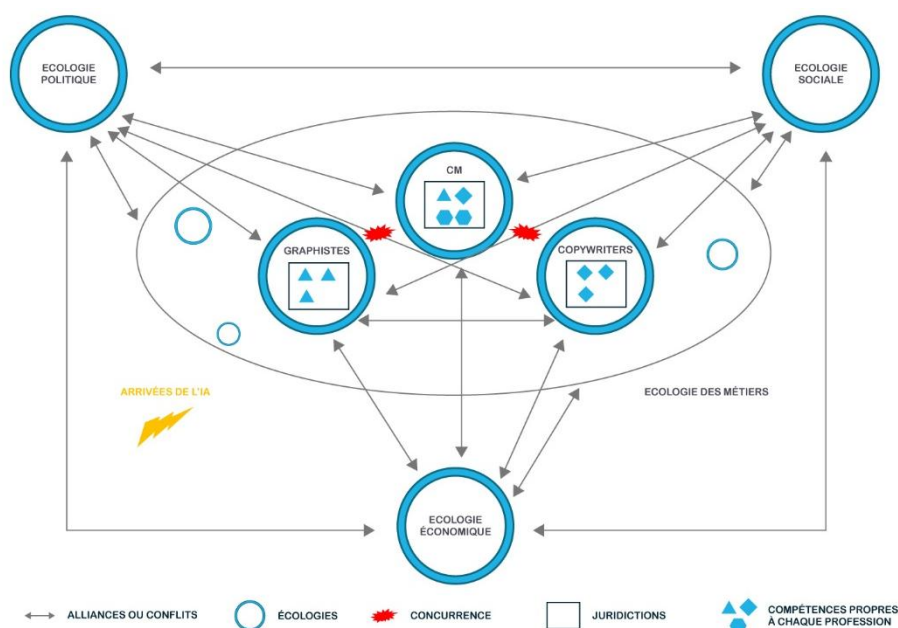 ECOLOGIE
POLITIQUE
ECOLOGIE
SOCIALE
CM
GRAPHISTES
COPYWRITERS
ARRIVÉES DE L'IA
ECOLOGIE DES MÉTIERS
ECOLOGIE
ÉCONOMIQUE
ALLIANCES OU CONFLITS
ÉCOLOGIES
CONCURRENCE
JURIDICTIONS
COMPÉTENCES PROPRES
À CHAQUE PROFESSION